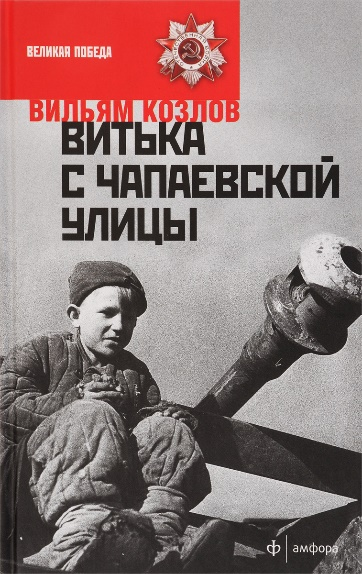 ВЕЛИКАЯ ПОБЕДА
ВИЛЬЯМ КОЗЛОВ
ВИТЬКА
С ЧАПАЕВСКОЙ
УЛИЦЫ
ф | амфора